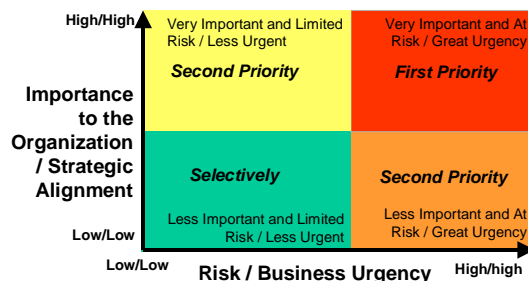 High/High
Very Important and Limited
Risk / Less Urgent
Second Priority
Very Important and At
Risk / Great Urgency
First Priority
Importance
to the
Organization
/ Strategic
Alignment
Selectively
Less Important and Limited
Risk / Less Urgent
Second Priority
Less Important and At
Risk / Great Urgency
Low/Low
Low/Low
Risk / Business Urgency
High/high